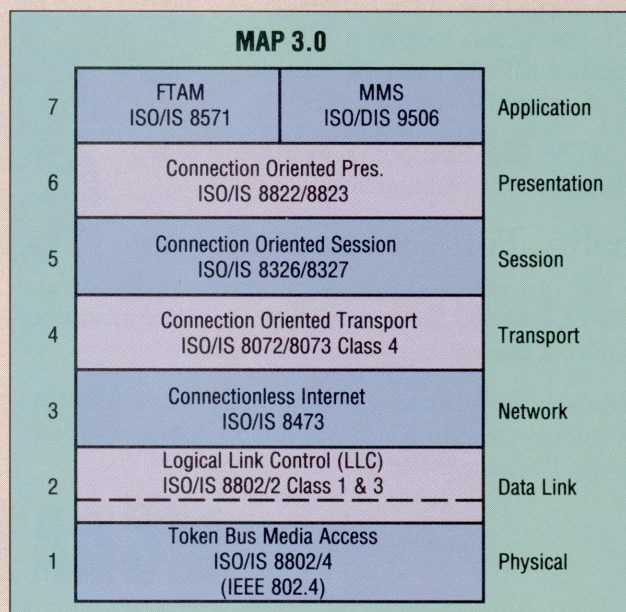 MAP 3.0
7
FTAM
ISO/IS 8571
MMS
ISO/DIS 9506
Application
6
Connection Oriented Pres.
ISO/IS 8822/8823
Presentation
5
Connection Oriented Session
ISO/IS 8326/8327
Session
4
Connection Oriented Transport
ISO/IS 8072/8073 Class 4
Transport
3
Connectionless Internet
ISO/IS 8473
Network
2
Logical Link Control (LLC)
ISO/IS 8802/2 Class 1 & 3
Data Link
1
Token Bus Media Access
ISO/IS 8802/4
(IEEE 802.4)
Physical